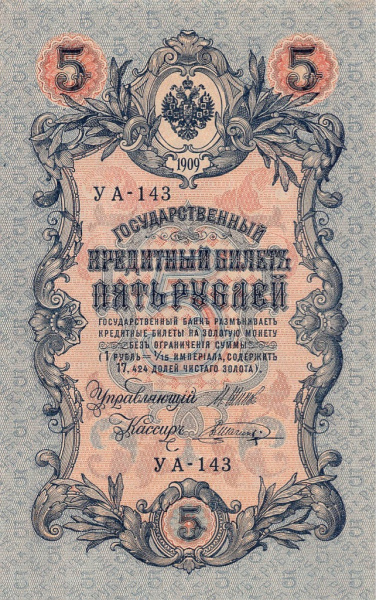 5 5
1909
УА-143
ГОСУДАРСТВЕННЫЙ
КРЕДИТНЫЙ БИЛЕТЪ
ПЯТЬ РУБЛЕЙ
ГОСУДАРСТВЕННЫЙ БАНКЪ РАЗМѢНИВАЕТЪ
КРЕДИТНЫЕ БИЛЕТЫ НА ЗОЛОТУЮ МОНЕТУ
БЕЗЪ ОГРАНИЧЕНІЯ СУММЫ
(1 РУБЛЬ = 1/15 ИМПЕРІАЛА, СОДЕРЖИТЪ
17,424 ДОЛЕЙ ЧИСТАГО ЗОЛОТА).
Управляющій
Кассиръ
УА-143
5